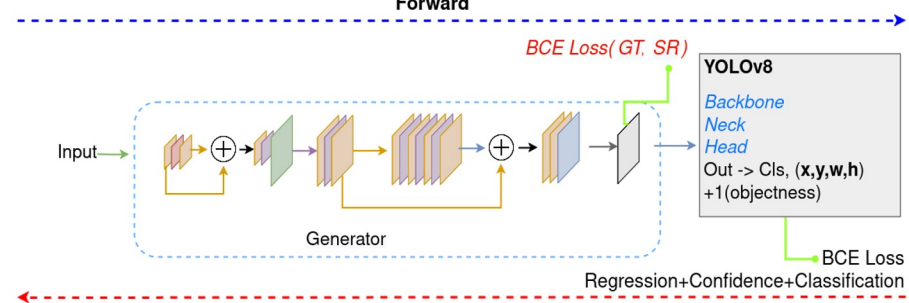 Forward
BCE Loss( GT, SR )
YOLOv8
Backbone
Neck
Head
Out -> Cls, (x,y,w,h)
+1(objectness)
Input
Generator
BCE Loss
Regression+Confidence+Classification